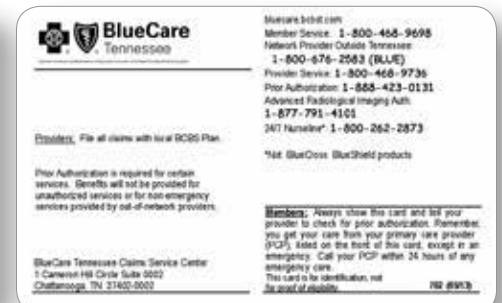 BlueCare
Tennessee
Providers: File all claims with local BCBS Plan.
Prior Authorization is required for certain
services. Benefits will not be provided for
unauthorized services or for non-emergency
services provided by out-of-network providers.
BlueCare Tennessee Claims Service Center
1 Cameron Hill Circle Suite 0002
Chattanooga, TN 37402-0002
bluecare.bcbst.com
Member Service: 1-800-468-9698
Network Provider Outside Tennessee:
1-800-676-2583 (BLUE)
Provider Service: 1-800-468-9736
Prior Authorization: 1-888-423-0131
Advanced Radiological Imaging Auth:
1-877-791-4101
24/7 Nurseline*: 1-800-262-2873
*Not BlueCross BlueShield products
Members: Always show this card and tell your
provider to check for prior authorization. Remember,
you get your care from your primary care provider
(PCP), listed on the front of this card, except in an
emergency. Call your PCP within 24 hours of any
emergency care.
This card is for identification, not
for proof of eligibility.
782 (69/13)